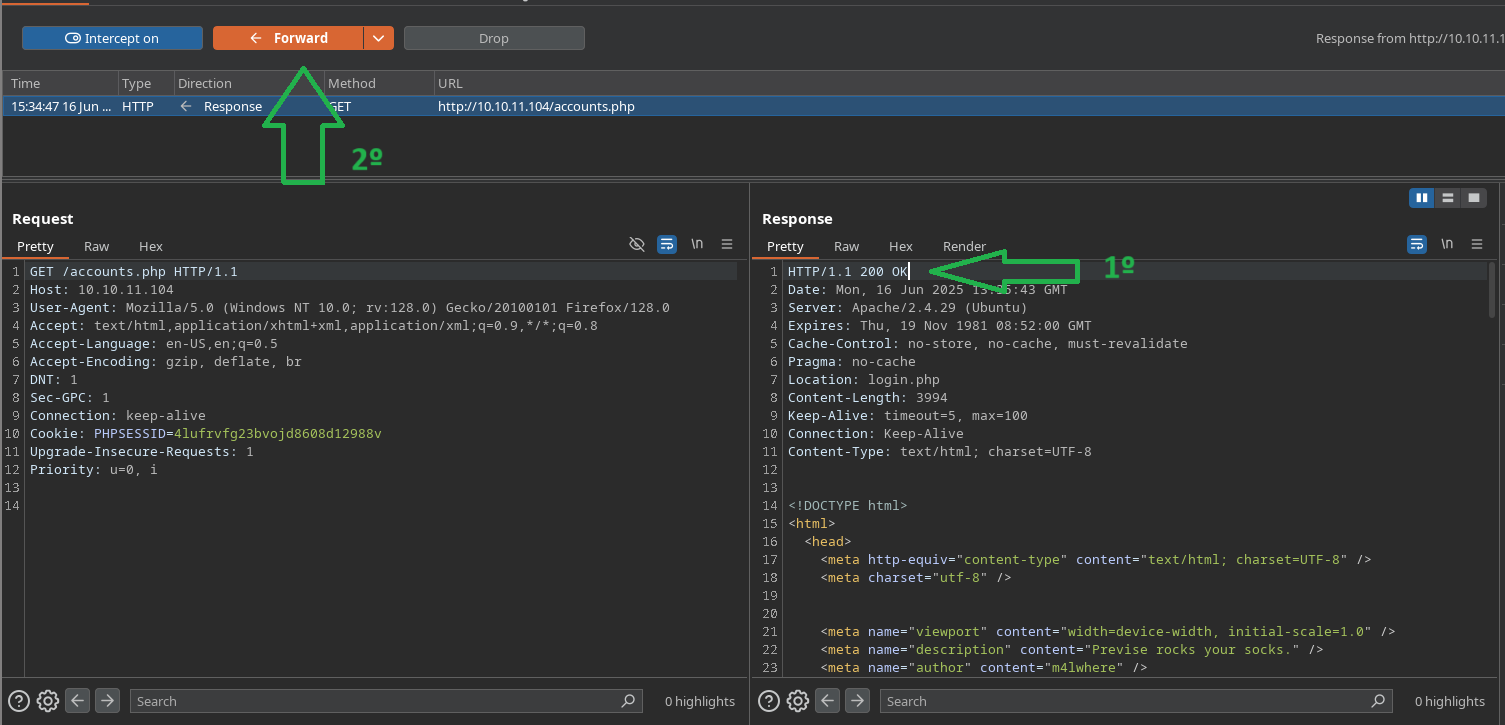 Intercept on
Forward
Drop
Response from http://10.10.11.1
Time Type Direction Method URL
15:34:47 16 Jun ... HTTP Response GET http://10.10.11.104/accounts.php
2º
Request
Pretty Raw Hex \n
1 GET /accounts.php HTTP/1.1
2 Host: 10.10.11.104
3 User-Agent: Mozilla/5.0 (Windows NT 10.0; rv:128.0) Gecko/20100101 Firefox/128.0
4 Accept: text/html,application/xhtml+xml,application/xml;q=0.9,*/*;q=0.8
5 Accept-Language: en-US,en;q=0.5
6 Accept-Encoding: gzip, deflate, br
7 DNT: 1
8 Sec-GPC: 1
9 Connection: keep-alive
10 Cookie: PHPSESSID=4lufrvfg23bvojd8608d12988v
11 Upgrade-Insecure-Requests: 1
12 Priority: u=0, i
13
14
Search
0 highlights
Response
Pretty Raw Hex Render \n
1 HTTP/1.1 200 OK
1º
2 Date: Mon, 16 Jun 2025 GMT
3 Server: Apache/2.4.29 (Ubuntu)
4 Expires: Thu, 19 Nov 1981 08:52:00 GMT
5 Cache-Control: no-store, no-cache, must-revalidate
6 Pragma: no-cache
7 Location: login.php
8 Content-Length: 3994
9 Keep-Alive: timeout=5, max=100
10 Connection: Keep-Alive
11 Content-Type: text/html; charset=UTF-8
12
13
14 <!DOCTYPE html>
15 <html>
16 <head>
17 <meta http-equiv="content-type" content="text/html; charset=UTF-8" />
18 <meta charset="utf-8" />
19
20
21 <meta name="viewport" content="width=device-width, initial-scale=1.0" />
22 <meta name="description" content="Previse rocks your socks." />
23 <meta name="author" content="m4lwhere" />
Search
0 highlights